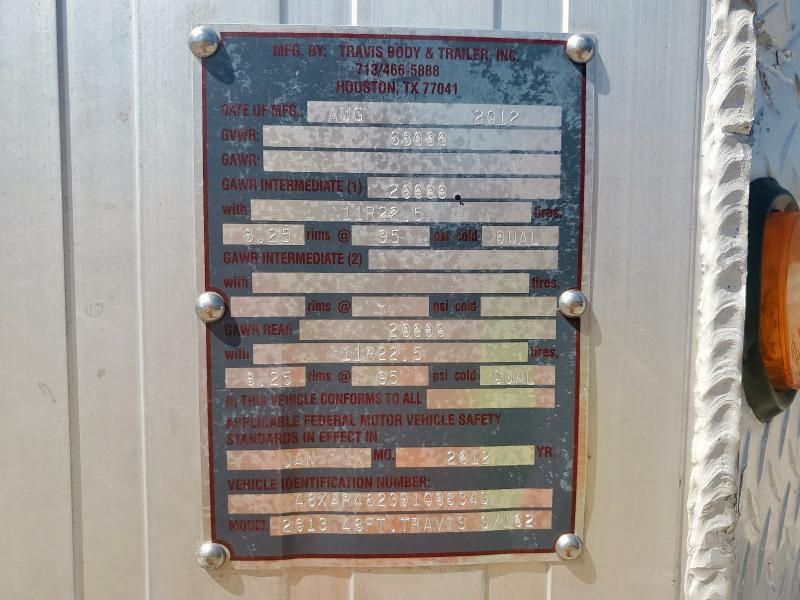 MFG. BY: TRAVIS BODY & TRAILER, INC.
713/466-5888
HOUSTON, TX 77041
DATE OF MFG.: AUG 2012
GVWR: 68000
GAWR:
GAWR INTERMEDIATE (1) 20000
with 11R22.5 tires,
8.25 rims @ 95 psi cold DUAL
GAWR INTERMEDIATE (2)
with tires,
rims @ psi cold
GAWR REAR 20000
with 11R22.5 tires,
8.25 rims @ 95 psi cold DUAL
THIS VEHICLE CONFORMS TO ALL
APPLICABLE FEDERAL MOTOR VEHICLE SAFETY
STANDARDS IN EFFECT IN
JAN MO. 2012 YR.
VEHICLE IDENTIFICATION NUMBER:
MODEL 2013 48FT. TRAVIS